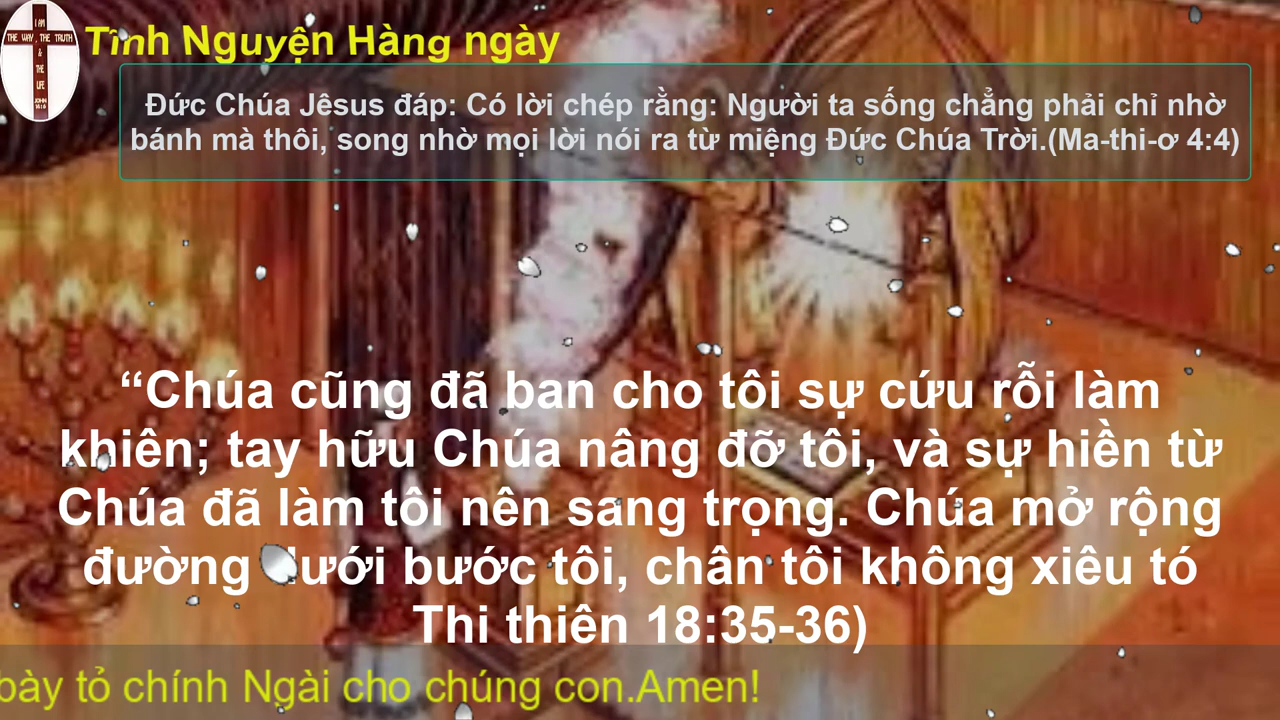 I AM
THE WAY, THE TRUTH
&
THE
LIFE
JOHN
14:6
Tĩnh Nguyện Hàng ngày
Đức Chúa Jêsus đáp: Có lời chép rằng: Người ta sống chẳng phải chỉ nhờ
bánh mà thôi, song nhờ mọi lời nói ra từ miệng Đức Chúa Trời.(Ma-thi-ơ 4:4)
“Chúa cũng đã ban cho tôi sự cứu rỗi làm
khiên; tay hữu Chúa nâng đỡ tôi, và sự hiền từ
Chúa đã làm tôi nên sang trọng. Chúa mở rộng
đường dưới bước tôi, chân tôi không xiêu tó
Thi thiên 18:35-36)
bày tỏ chính Ngài cho chúng con.Amen!